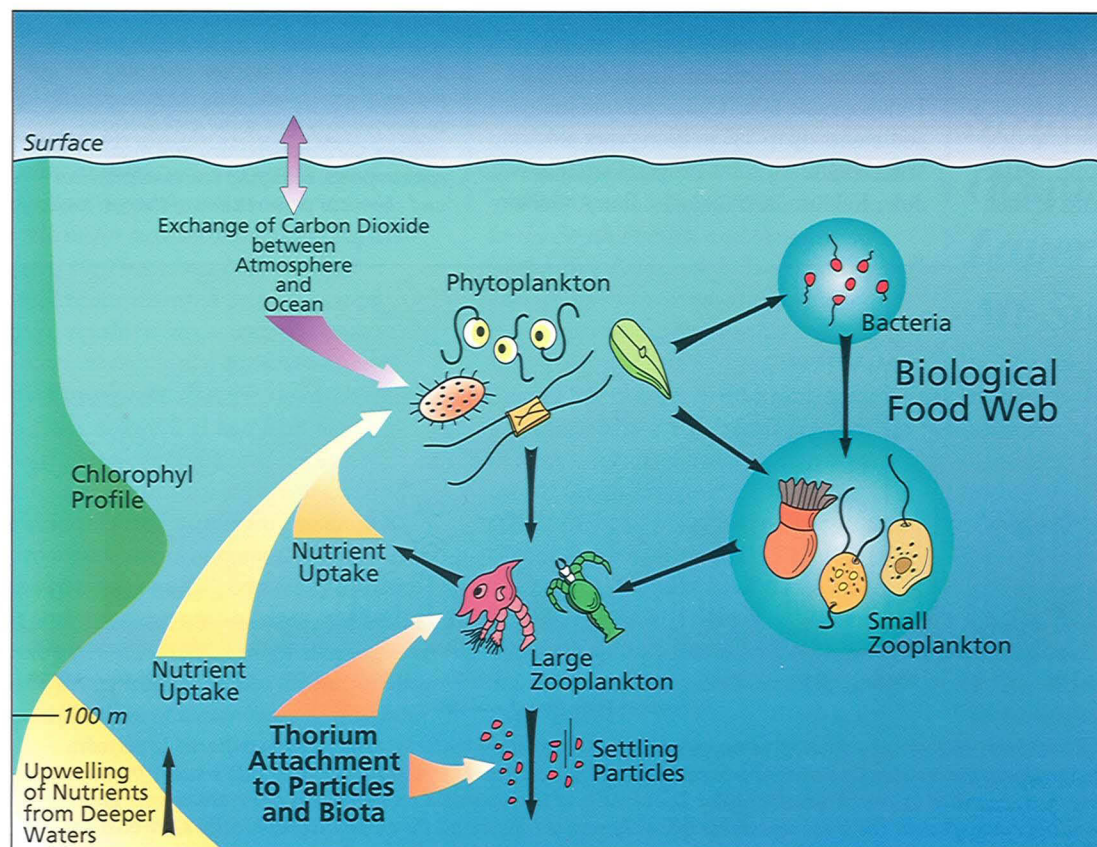 Surface
Exchange of Carbon Dioxide
between
Atmosphere
and
Ocean
Phytoplankton
Bacteria
Biological
Food Web
Chlorophyl
Profile
Nutrient
Uptake
Small
Zooplankton
Nutrient
Uptake
Large
Zooplankton
100 m
Thorium
Attachment
to Particles
and Biota
Settling
Particles
Upwelling
of Nutrients
from Deeper
Waters